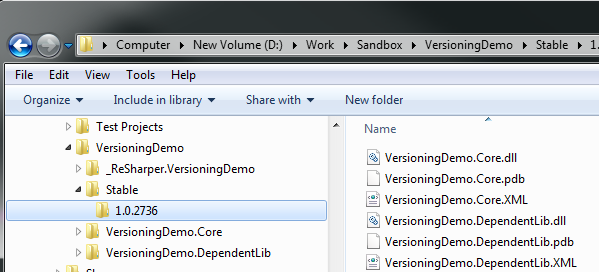 Computer New Volume (D:) Work Sandbox VersioningDemo Stable 1.
File Edit View Tools Help
Organize Include in library Share with New folder
Test Projects
VersioningDemo
_ReSharper.VersioningDemo
Stable
1.0.2736
VersioningDemo.Core
VersioningDemo.DependentLib
Name
VersioningDemo.Core.dll
VersioningDemo.Core.pdb
VersioningDemo.Core.XML
VersioningDemo.DependentLib.dll
VersioningDemo.DependentLib.pdb
VersioningDemo.DependentLib.XML